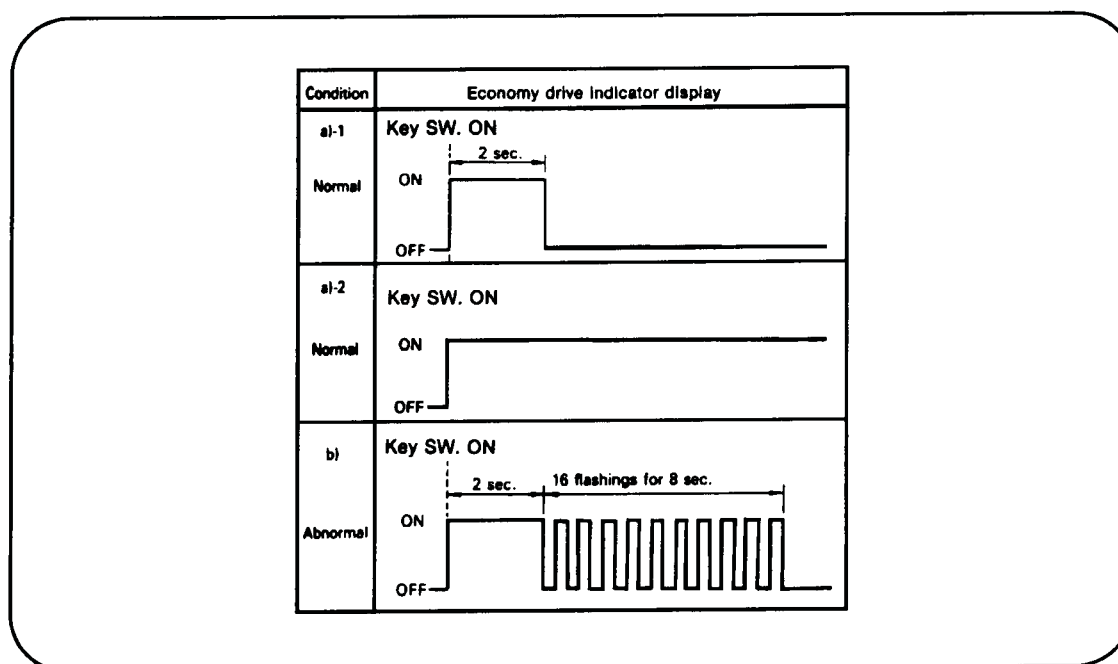 Condition Economy drive indicator display
a)-1 Key SW. ON
2 sec.
Normal ON
OFF
a)-2 Key SW. ON
Normal ON
OFF
b) Key SW. ON
2 sec. 16 flashings for 8 sec.
Abnormal ON
OFF